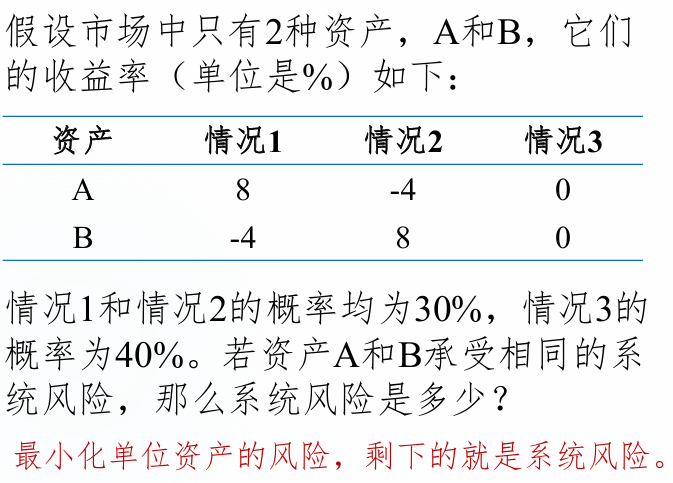 假设市场中只有2种资产，A和B，它们
的收益率（单位是%）如下：
资产 情况1 情况2 情况3
A 8 -4 0
B -4 8 0
情况1和情况2的概率均为30%，情况3的
概率为40%。若资产A和B承受相同的系
统风险，那么系统风险是多少？
最小化单位资产的风险，剩下的就是系统风险。